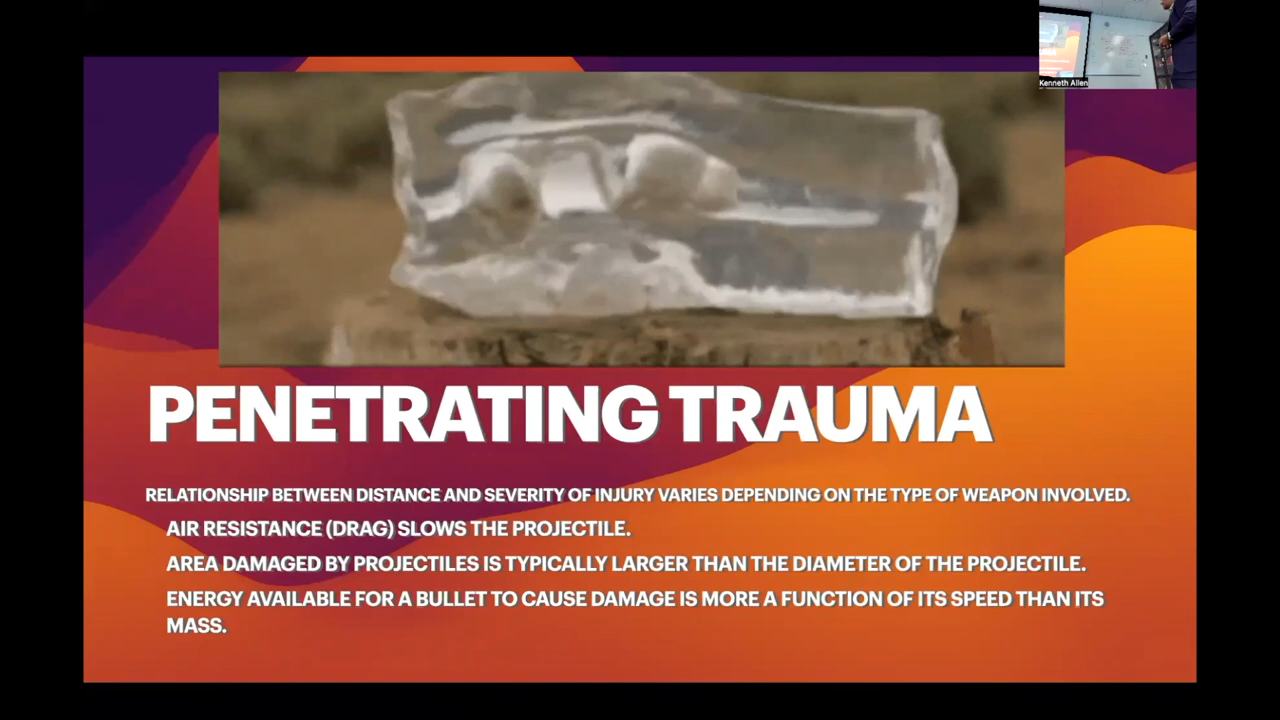 Kenneth Allen
PENETRATING TRAUMA
RELATIONSHIP BETWEEN DISTANCE AND SEVERITY OF INJURY VARIES DEPENDING ON THE TYPE OF WEAPON INVOLVED.
AIR RESISTANCE (DRAG) SLOWS THE PROJECTILE.
AREA DAMAGED BY PROJECTILES IS TYPICALLY LARGER THAN THE DIAMETER OF THE PROJECTILE.
ENERGY AVAILABLE FOR A BULLET TO CAUSE DAMAGE IS MORE A FUNCTION OF ITS SPEED THAN ITS
MASS.